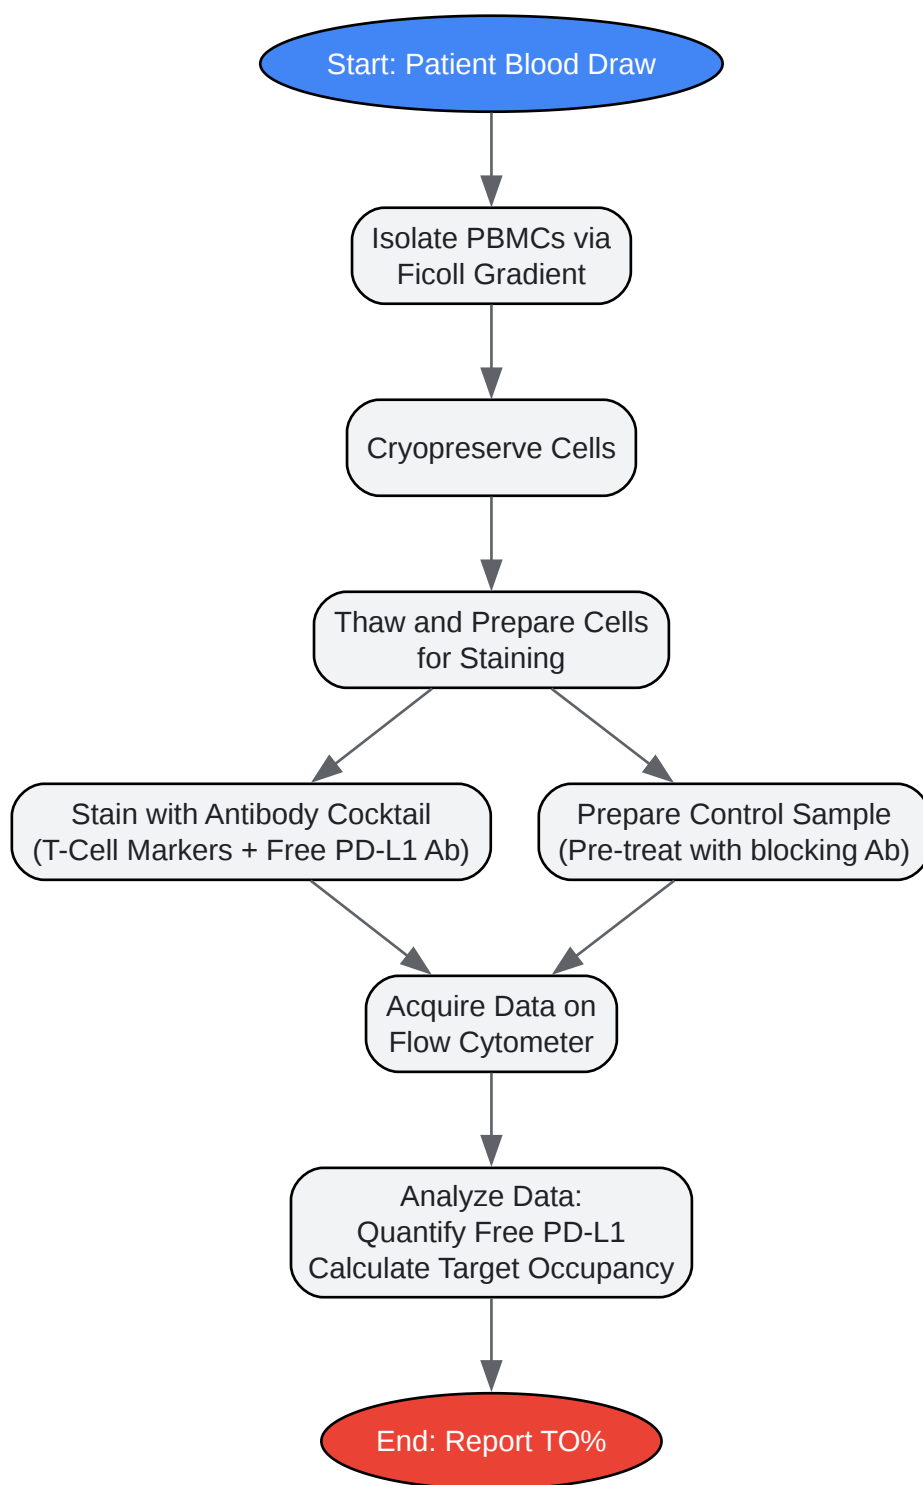 Start: Patient Blood Draw
Isolate PBMCs via
Ficoll Gradient
Cryopreserve Cells
Thaw and Prepare Cells
for Staining
Stain with Antibody Cocktail
(T-Cell Markers + Free PD-L1 Ab)
Prepare Control Sample
(Pre-treat with blocking Ab)
Acquire Data on
Flow Cytometer
Analyze Data:
Quantify Free PD-L1
Calculate Target Occupancy
End: Report TO%